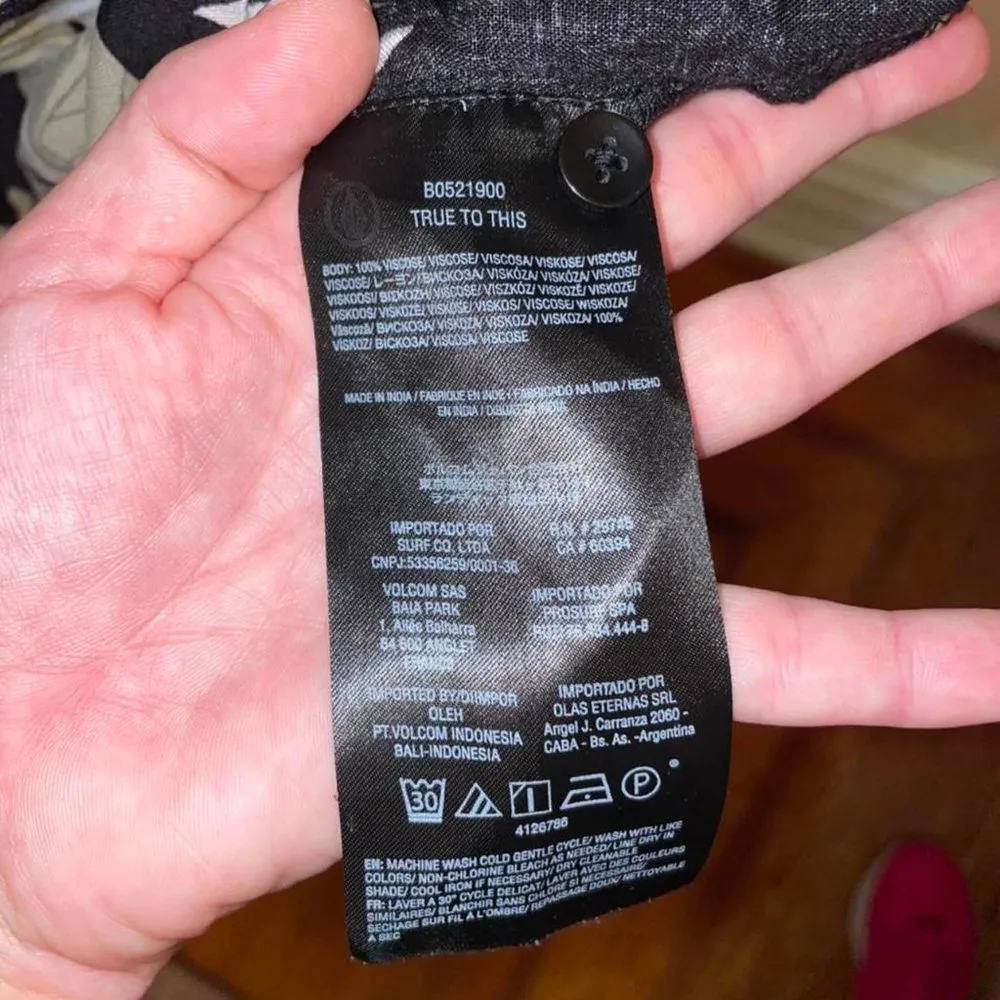 B0521900
TRUE TO THIS
BODY: 100% VISCOSE/ VISCOSE/ VISCOSA/ VISKOSE/ VISCOSA/
VISCOSE/ レーヨン/ ВИСКОЗА/ VISKÓZA/ VISKÓZA/ VISKOSE/
VISKOOSI/ ΒΙΣΚΟΖΗ/ VISCOSE/ VISZKÓZ/ VISKOZĖ/ VISKOZE/
VISKOOS/ VISKOZE/ VISKOSE/ VISKOS/ VISCOSE/ WISKOZA/
Vâscoză/ ВИСКОЗА/ VISKOZA/ VISKOZA/ 100%
VISKOZ/ ВІСКОЗА/ VISCOSA/ VISCOSE
MADE IN INDIA / FABRIQUE EN INDE / FABRICADO NA ÍNDIA / HECHO
EN INDIA /
IMPORTADO POR
SURF CO. LTDA
CNPJ:53356259/0001-36
R.N. # 29745
CA # 60394
VOLCOM SAS
BAIA PARK
1. Allée Balharra
64 600 ANGLET
FRANCE
IMPORTADO POR
PROSURF SPA
IMPORTED BY/DIIMPOR
OLEH
PT.VOLCOM INDONESIA
BALI-INDONESIA
IMPORTADO POR
OLAS ETERNAS SRL
Angel J. Carranza 2060 -
CABA - Bs. As. -Argentina
30
P
4126786
EN: MACHINE WASH COLD GENTLE CYCLE/ WASH WITH LIKE
COLORS/ NON-CHLORINE BLEACH AS NEEDED/ LINE DRY IN
SHADE/ COOL IRON IF NECESSARY/ DRY CLEANABLE
FR: LAVER A 30° CYCLE DELICAT/ LAVER AVEC DES COULEURS
SIMILAIRES/ BLANCHIR SANS CHLORE SI NECESSAIRE/
SECHAGE SUR FIL A L'OMBRE/ REPASSAGE DOUX/ NETTOYABLE
A SEC